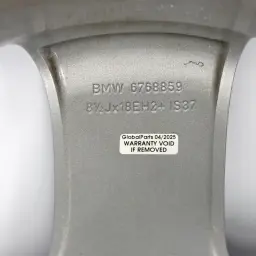 BMW 6768859
8½Jx18EH2+ IS37
GlobalParts 04/2025
WARRANTY VOID
IF REMOVED